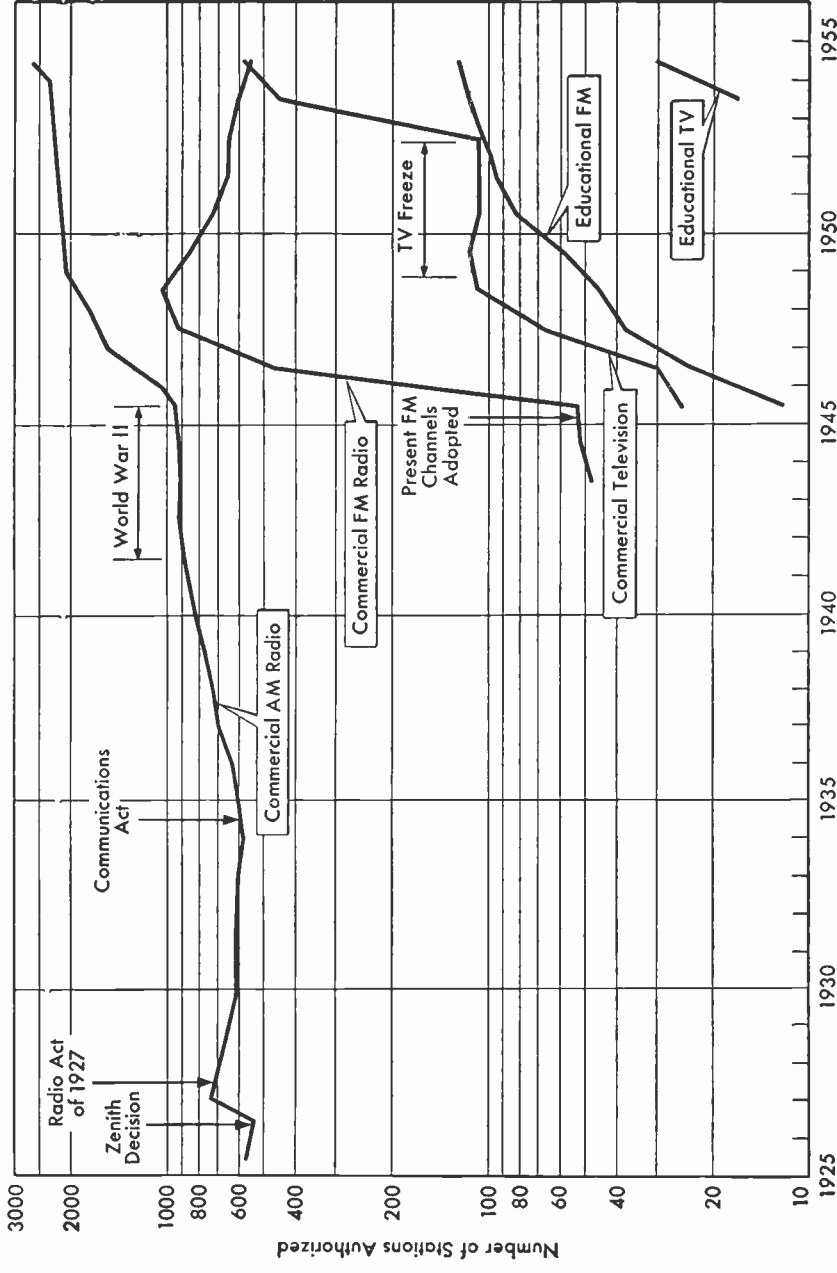 Number of Stations Authorized
3000
2000
1000
800
600
400
200
100
80
60
40
20
10
1925
1930
1935
1940
1945
1950
1955
Radio Act
of 1927
Zenith
Decision
Communications
Act
World War II
Commercial AM Radio
Commercial FM Radio
Present FM
Channels
Adopted
TV Freeze
Commercial Television
Educational FM
Educational TV